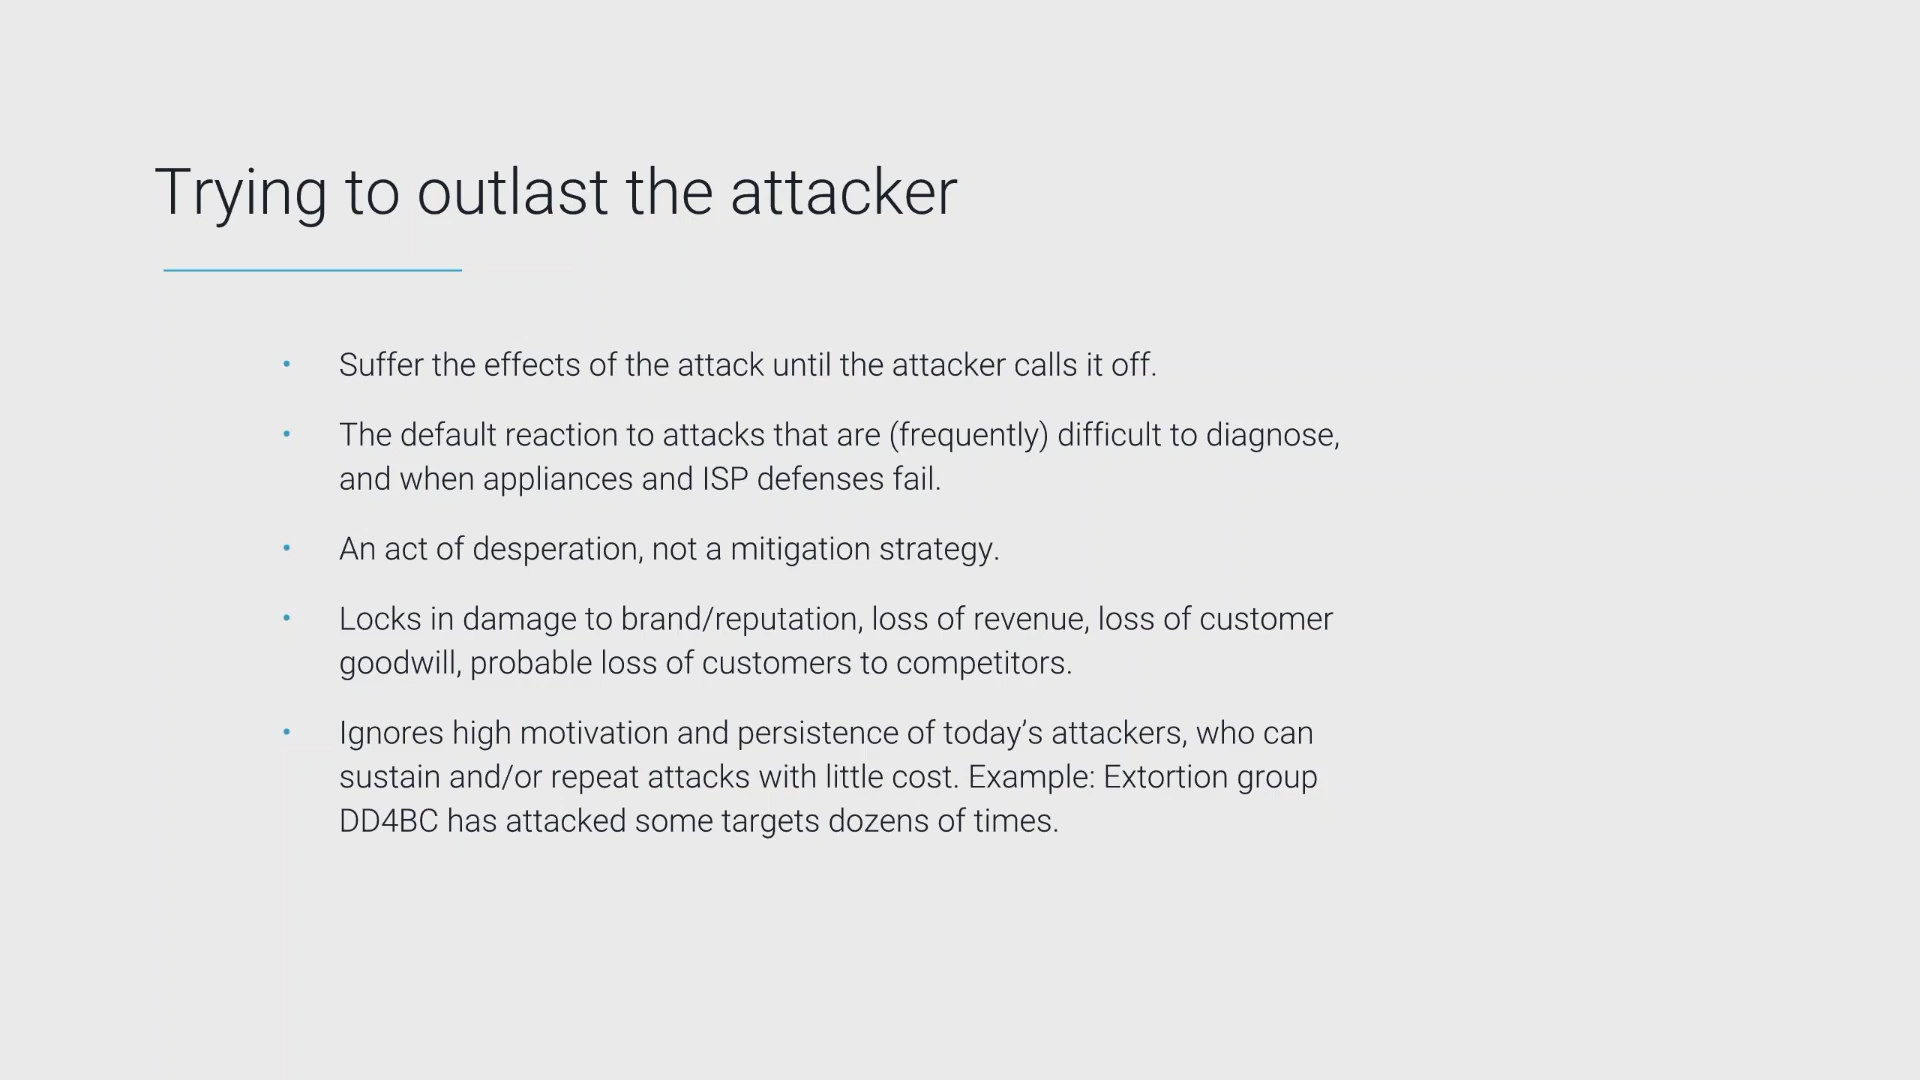 Trying to outlast the attacker
• Suffer the effects of the attack until the attacker calls it off.
• The default reaction to attacks that are (frequently) difficult to diagnose,
and when appliances and ISP defenses fail.
• An act of desperation, not a mitigation strategy.
• Locks in damage to brand/reputation, loss of revenue, loss of customer
goodwill, probable loss of customers to competitors.
• Ignores high motivation and persistence of today’s attackers, who can
sustain and/or repeat attacks with little cost. Example: Extortion group
DD4BC has attacked some targets dozens of times.